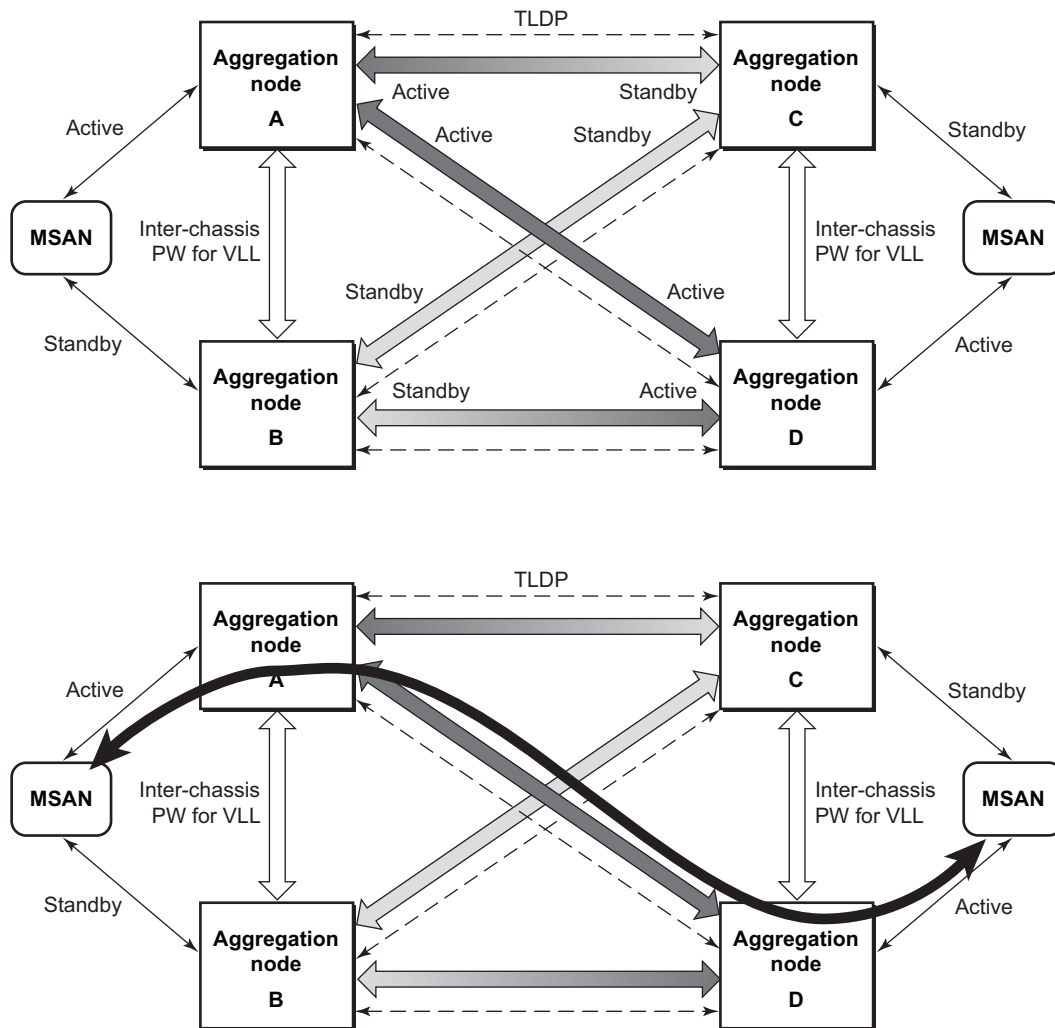 TLDP
Aggregation
node
A
Aggregation
node
C
Active
Standby
Active
Active
Standby
Standby
MSAN
Inter-chassis
PW for VLL
Inter-chassis
PW for VLL
MSAN
Standby
Active
Standby
Active
Aggregation
node
B
Standby
Active
Aggregation
node
D
TLDP
Aggregation
node
A
Aggregation
node
C
Active
Standby
MSAN
Inter-chassis
PW for VLL
Inter-chassis
PW for VLL
MSAN
Standby
Active
Aggregation
node
B
Aggregation
node
D